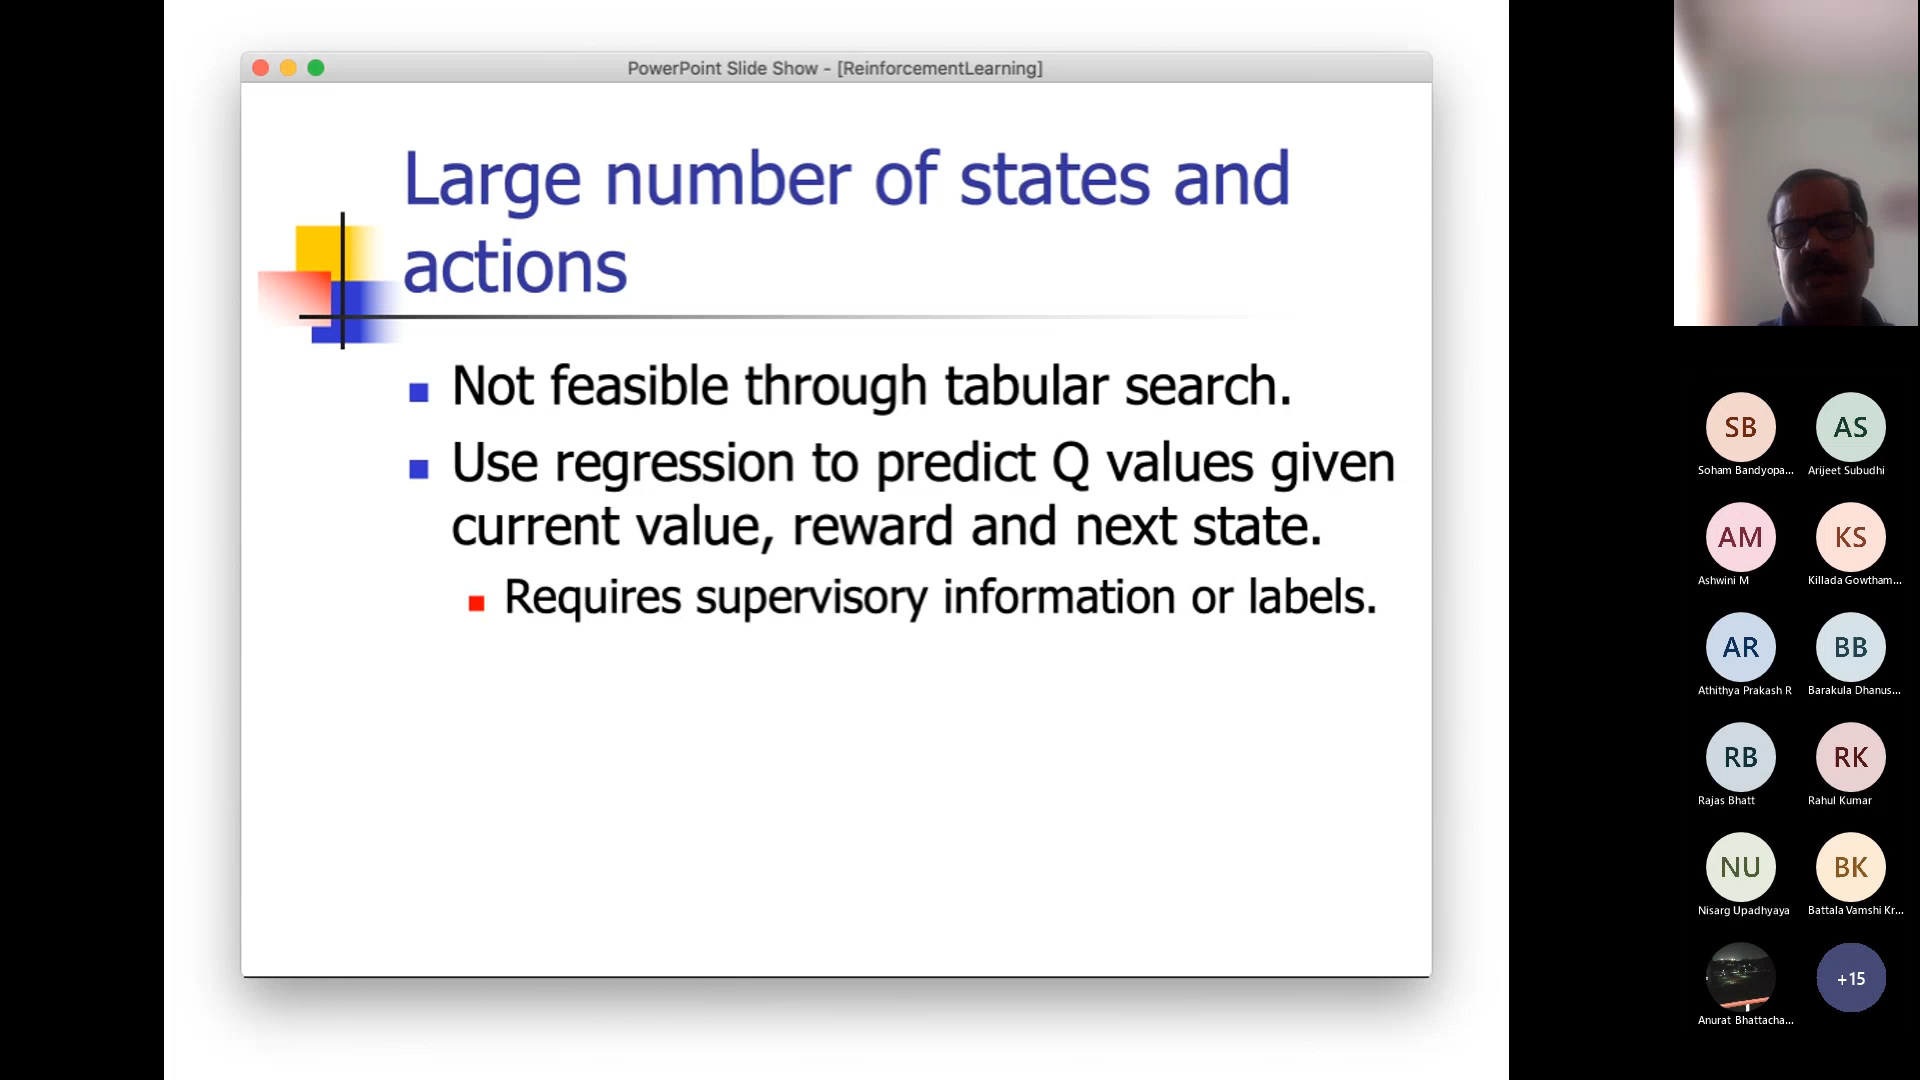 PowerPoint Slide Show - [ReinforcementLearning]
Large number of states and
actions
Not feasible through tabular search.
Use regression to predict Q values given
current value, reward and next state.
Requires supervisory information or labels.
SB
AS
Soham Bandyopa...
Arijeet Subudhi
AM
KS
Ashwini M
Killada Gowtham...
AR
BB
Athithya Prakash R
Barakula Dhanus...
RB
RK
Rajas Bhatt
Rahul Kumar
NU
BK
Nisarg Upadhyaya
Battala Vamshi Kr...
+15
Anurat Bhattacha...